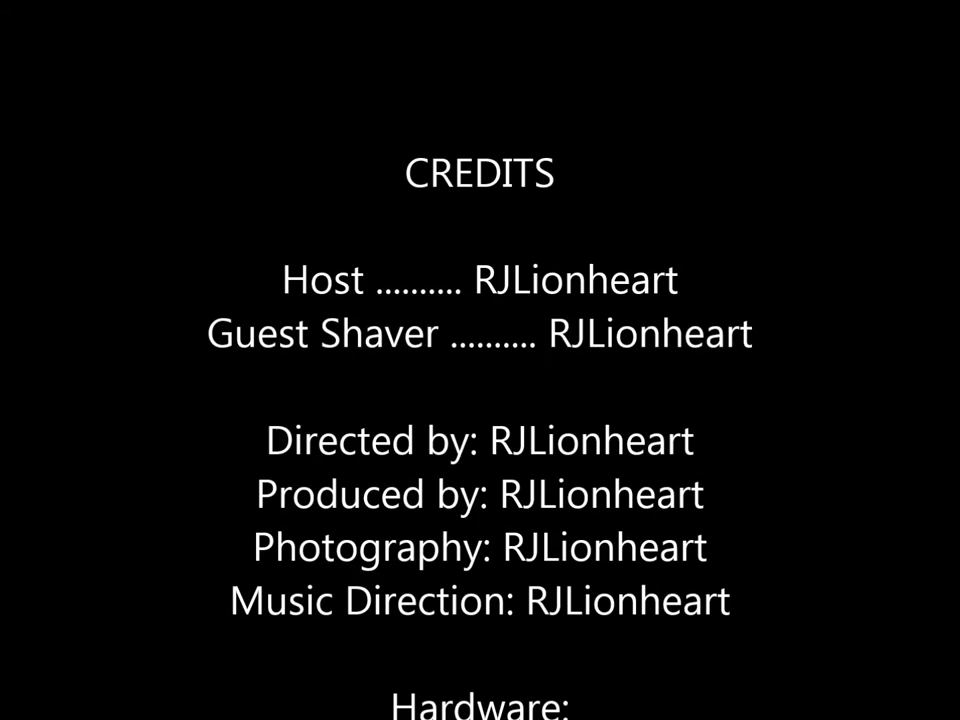 CREDITS
Host .......... RJLionheart
Guest Shaver .......... RJLionheart
Directed by: RJLionheart
Produced by: RJLionheart
Photography: RJLionheart
Music Direction: RJLionheart
Hardware: